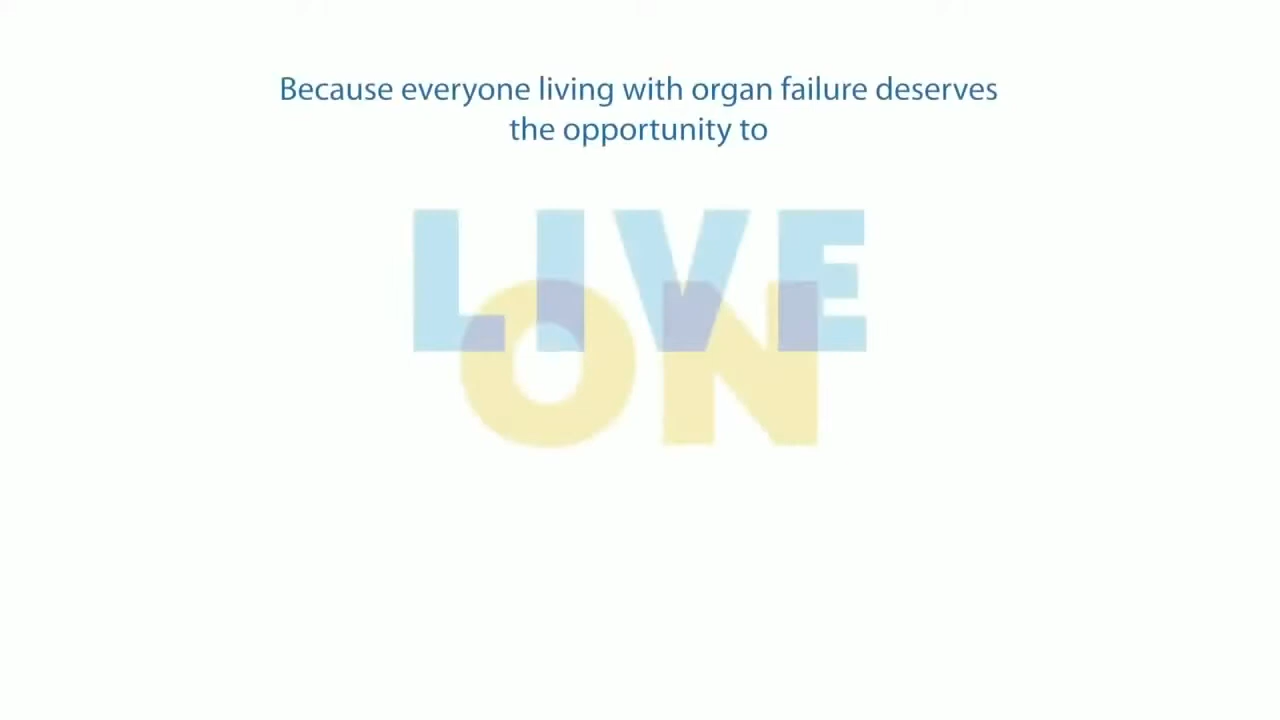 Because everyone living with organ failure deserves
the opportunity to
LIVE
ON